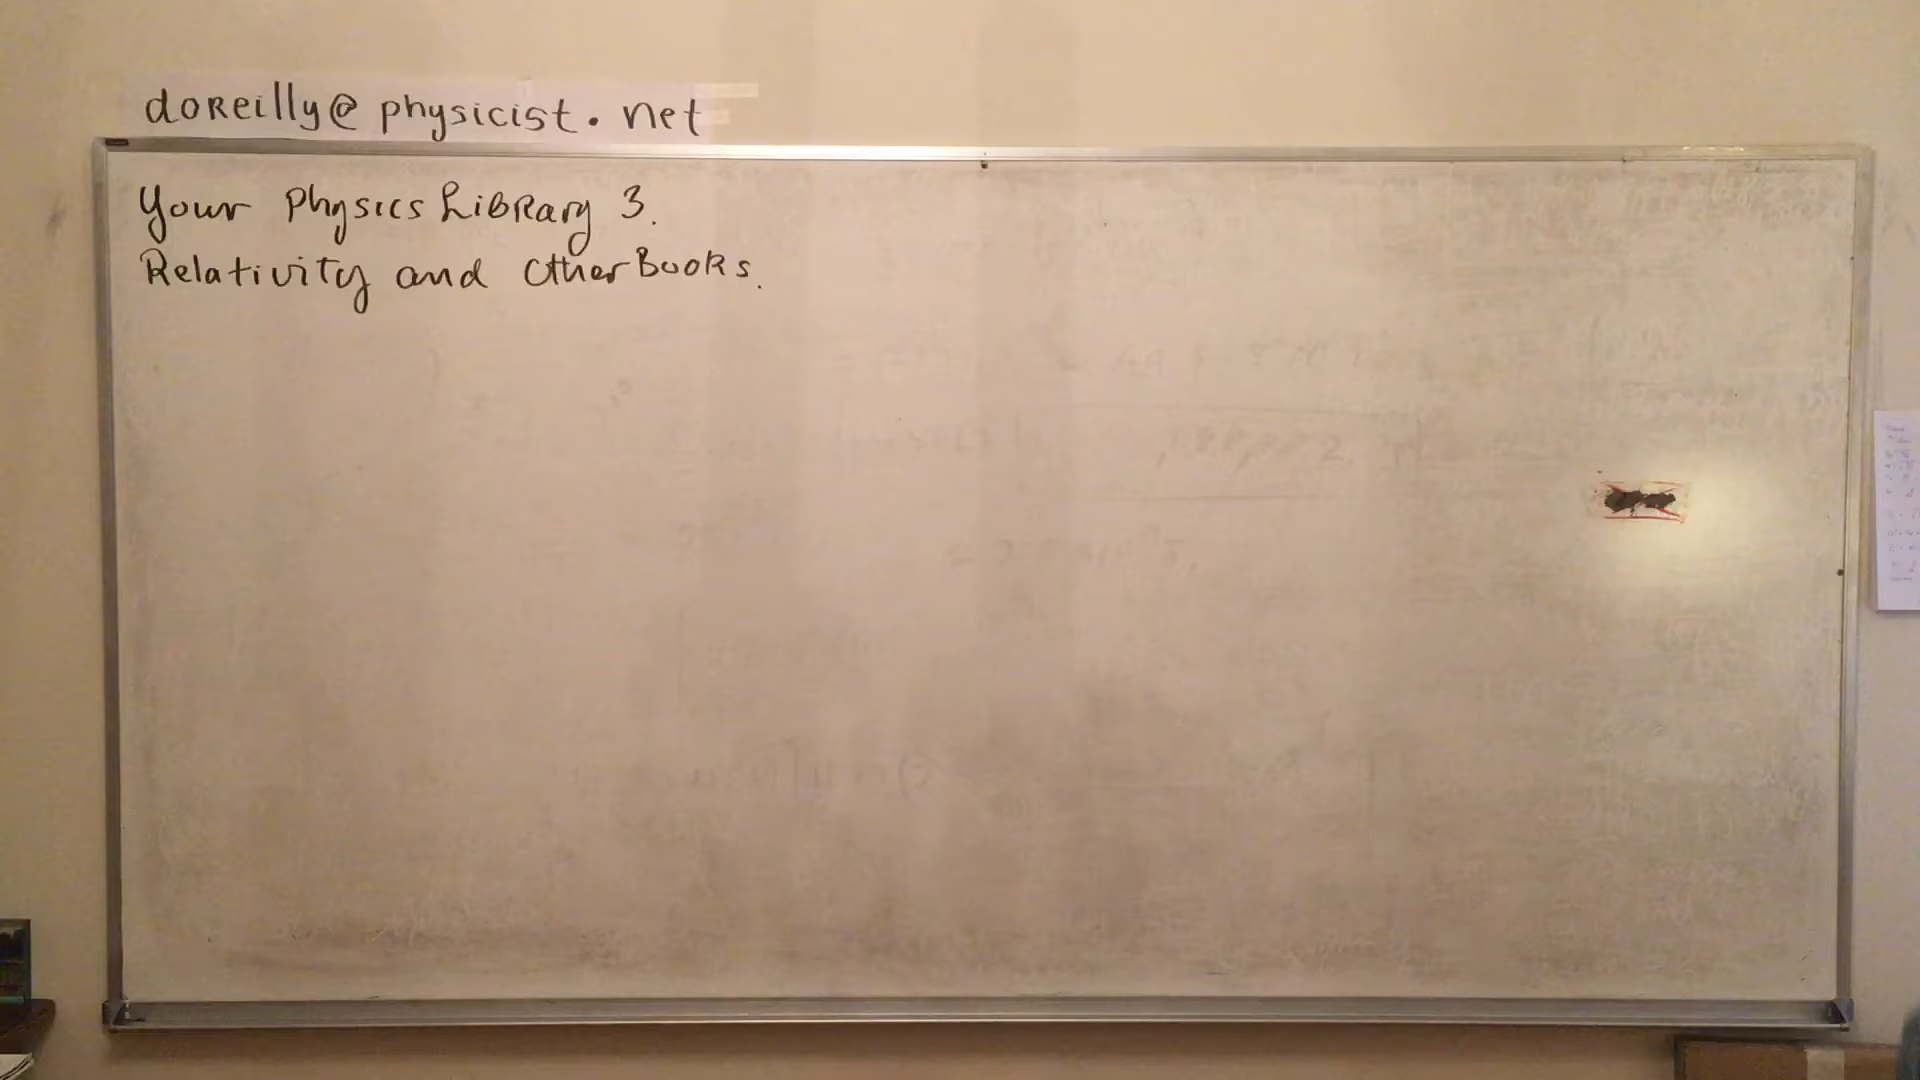 doReilly@physicist.net
Your Physics Library 3.
Relativity and Other Books.